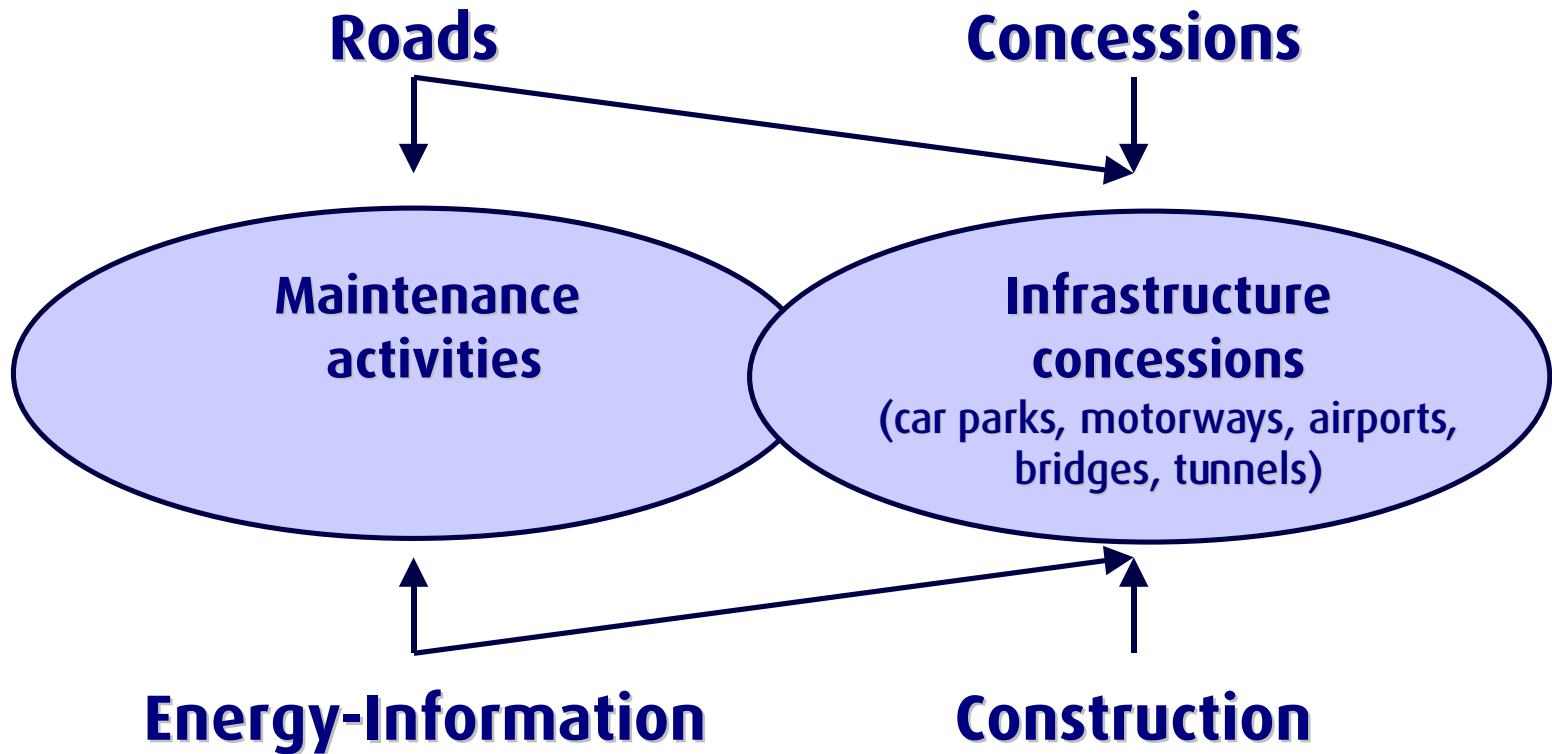 Roads
Concessions
Maintenance
activities
Infrastructure
concessions
(car parks, motorways, airports,
bridges, tunnels)
Energy-Information
Construction